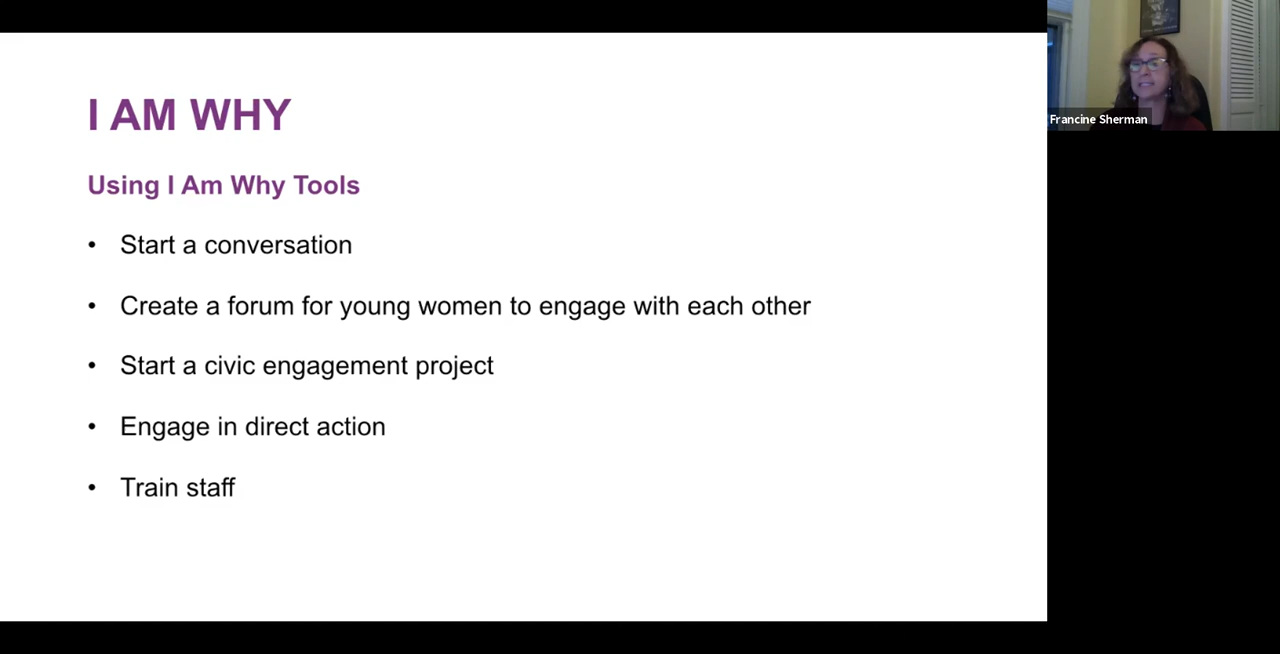 I AM WHY
Using I Am Why Tools
• Start a conversation
• Create a forum for young women to engage with each other
• Start a civic engagement project
• Engage in direct action
• Train staff
Francine Sherman